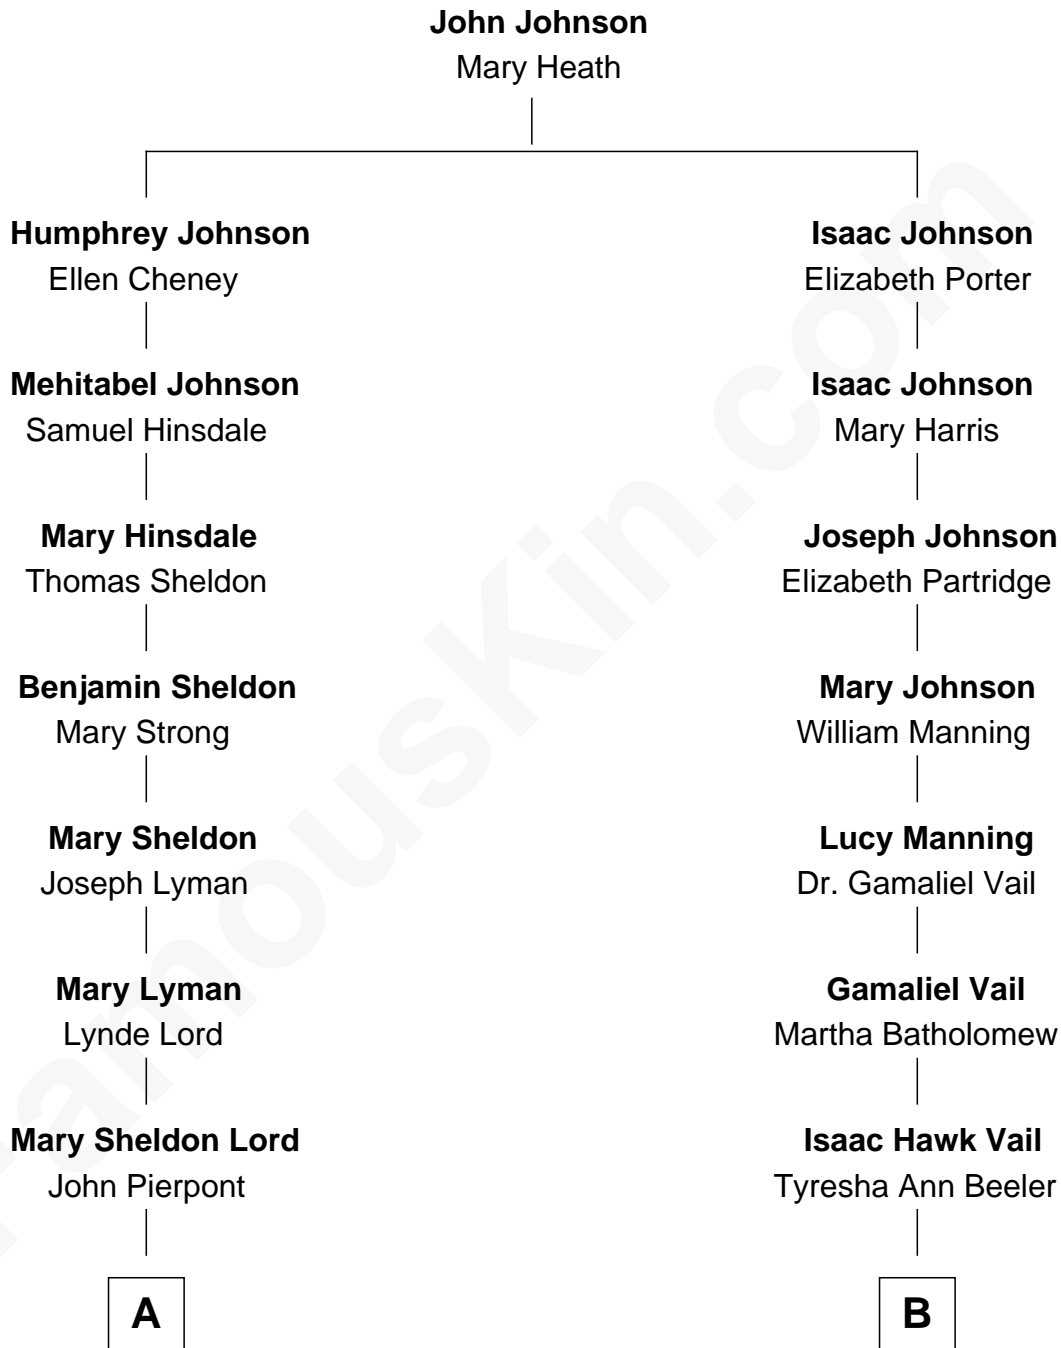 John Johnson
Mary Heath
Humphrey Johnson
Ellen Cheney
Isaac Johnson
Elizabeth Porter
Mehitabel Johnson
Samuel Hinsdale
Isaac Johnson
Mary Harris
Mary Hinsdale
Thomas Sheldon
Joseph Johnson
Elizabeth Partridge
Benjamin Sheldon
Mary Strong
Mary Johnson
William Manning
Mary Sheldon
Joseph Lyman
Lucy Manning
Dr. Gamaliel Vail
Mary Lyman
Lynde Lord
Gamaliel Vail
Martha Batholomew
Mary Sheldon Lord
John Pierpont
Isaac Hawk Vail
Tyresha Ann Beeler
A
B
FamousKin.com